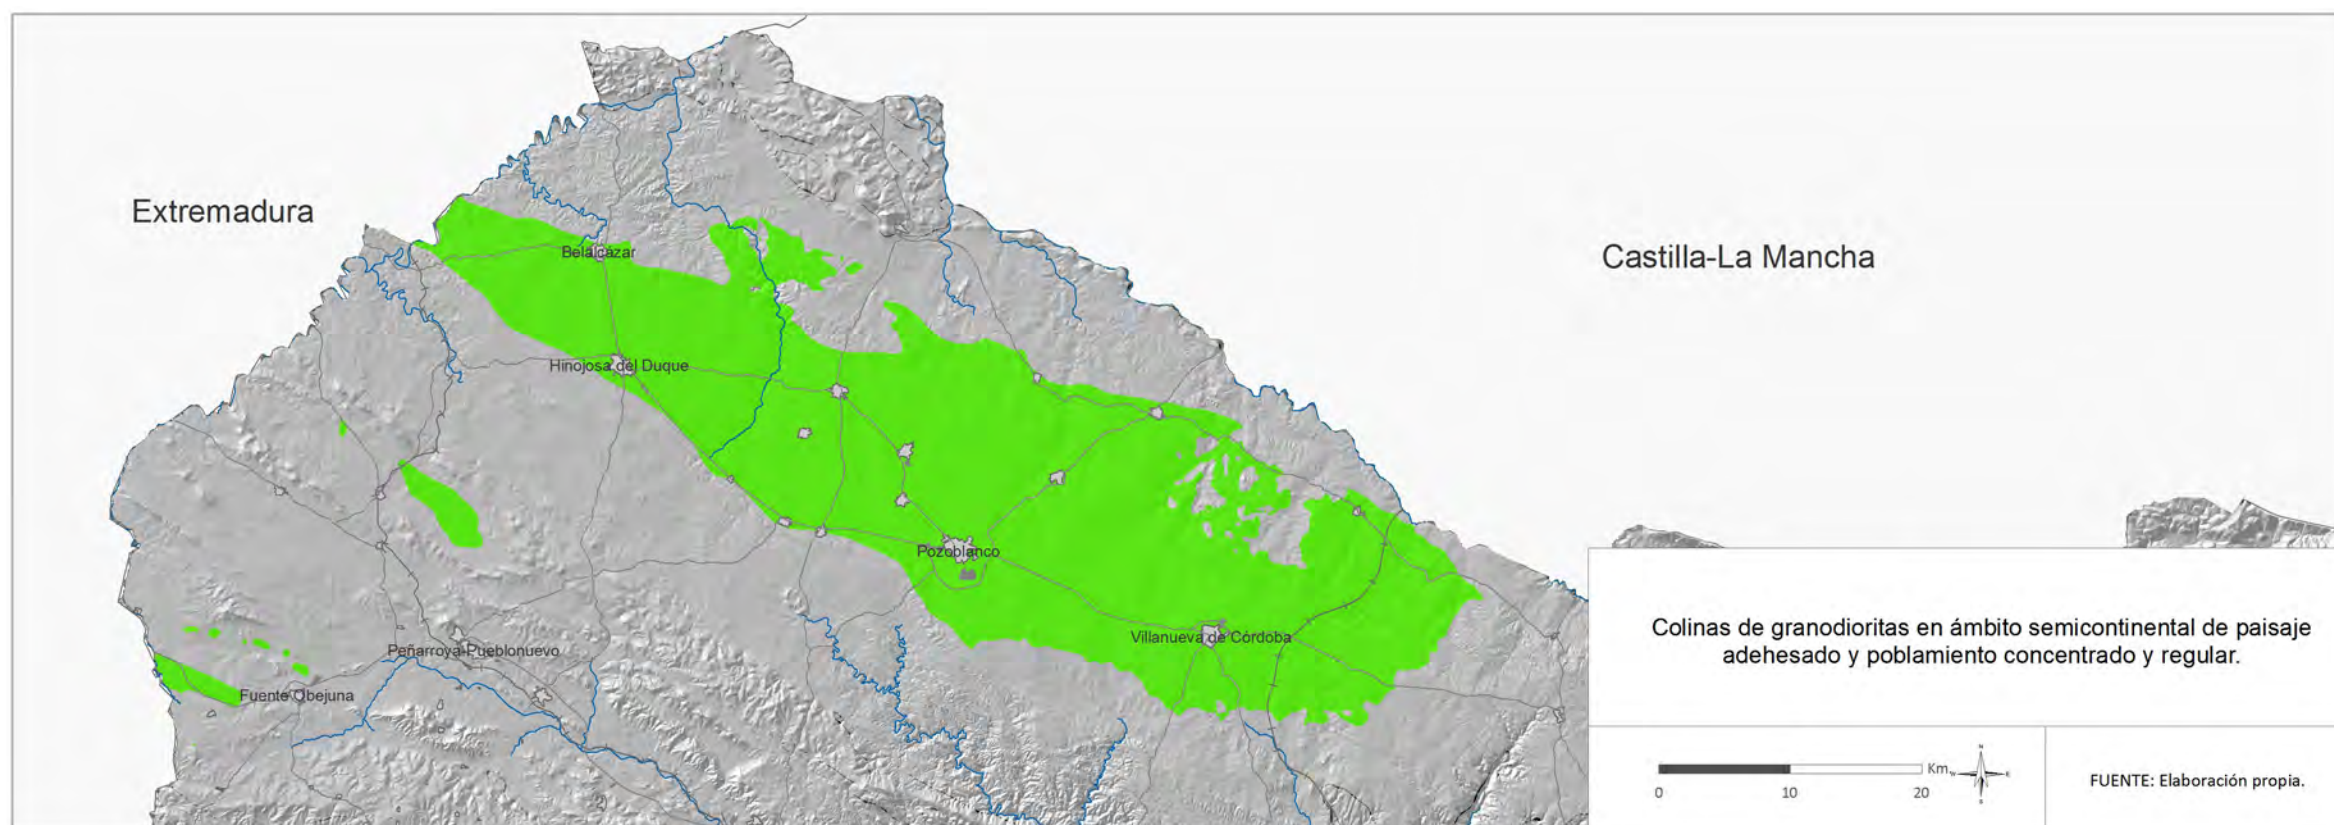 Extremadura
Castilla-La Mancha
Belalcázar
Hinojosa del Duque
Pozoblanco
Villanueva de Córdoba
Peñarroya-Pueblonuevo
Fuente Obejuna
Colinas de granodioritas en ámbito semicontinental de paisaje
adehesado y poblamiento concentrado y regular.
Km
N
W
E
S
0 10 20
FUENTE: Elaboración propia.